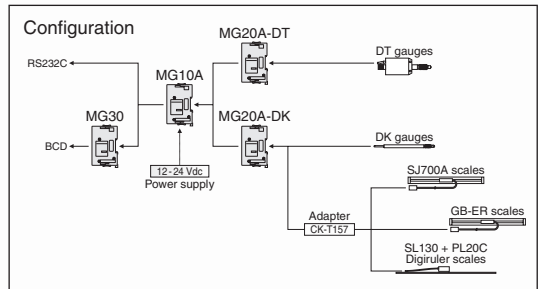 Configuration
MG20A-DT
DT gauges
RS232C
MG10A
MG30
MG20A-DK
DK gauges
BCD
12-24 Vdc
Power supply
SJ700A scales
Adapter
CK-T157
GB-ER scales
SL130 + PL20C
Digiruler scales